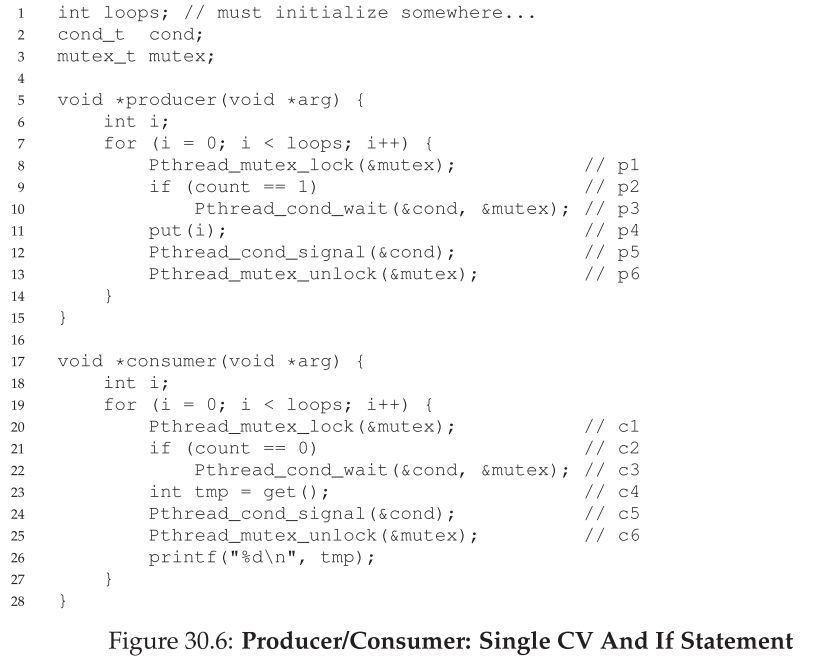 1 int loops; // must initialize somewhere...
2 cond_t cond;
3 mutex_t mutex;
4
5 void *producer(void *arg) {
6 int i;
7 for (i = 0; i < loops; i++) {
8 Pthread_mutex_lock(&mutex); // p1
9 if (count == 1) // p2
10 Pthread_cond_wait(&cond, &mutex); // p3
11 put(i); // p4
12 Pthread_cond_signal(&cond); // p5
13 Pthread_mutex_unlock(&mutex); // p6
14 }
15 }
16
17 void *consumer(void *arg) {
18 int i;
19 for (i = 0; i < loops; i++) {
20 Pthread_mutex_lock(&mutex); // c1
21 if (count == 0) // c2
22 Pthread_cond_wait(&cond, &mutex); // c3
23 int tmp = get(); // c4
24 Pthread_cond_signal(&cond); // c5
25 Pthread_mutex_unlock(&mutex); // c6
26 printf("%d\n", tmp);
27 }
28 }
Figure 30.6: Producer/Consumer: Single CV And If Statement